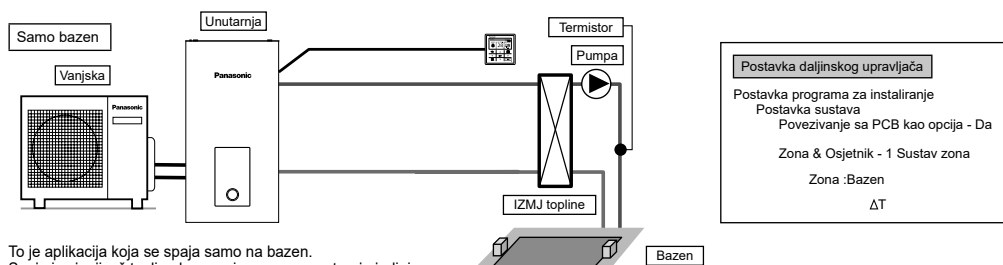 Samo bazen
Vanjska
Panasonic
Unutarnja
Panasonic
Termistor
Pumpa
IZMJ topline
Bazen
Postavka daljinskog upravljača
Postavka programa za instaliranje
Postavka sustava
Povezivanje sa PCB kao opcija - Da
Zona & Osjetnik - 1 Sustav zona
Zona :Bazen
ΔT
To je aplikacija koja se spaja samo na bazen.